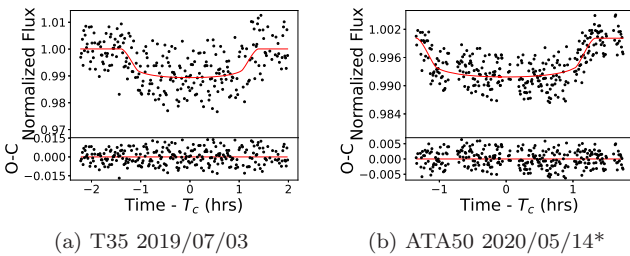 Normalized Flux
1.01
1.00
0.99
0.98
0.97
O-C
0.015
0.000
−0.015
−2 −1 0 1 2
Time - T_c (hrs)
(a) T35 2019/07/03
Normalized Flux
1.002
0.996
0.990
0.984
O-C
0.005
0.000
−0.005
−1 0 1
Time - T_c (hrs)
(b) ATA50 2020/05/14*